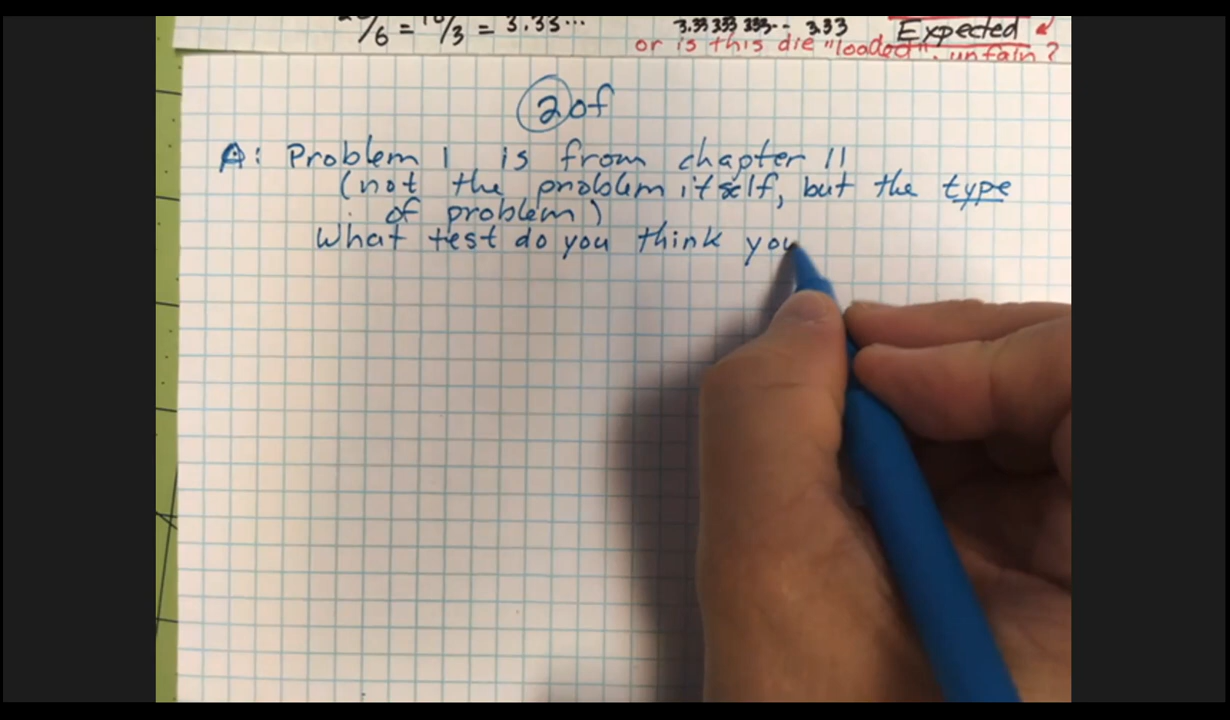 20/6 = 10/3 = 3.33... 3.33 333 333-- - 3.33 Expected
or is this die "loaded", unfair?
2 of
A: Problem 1 is from chapter 11
(not the problem itself, but the type
of problem)
What test do you think you